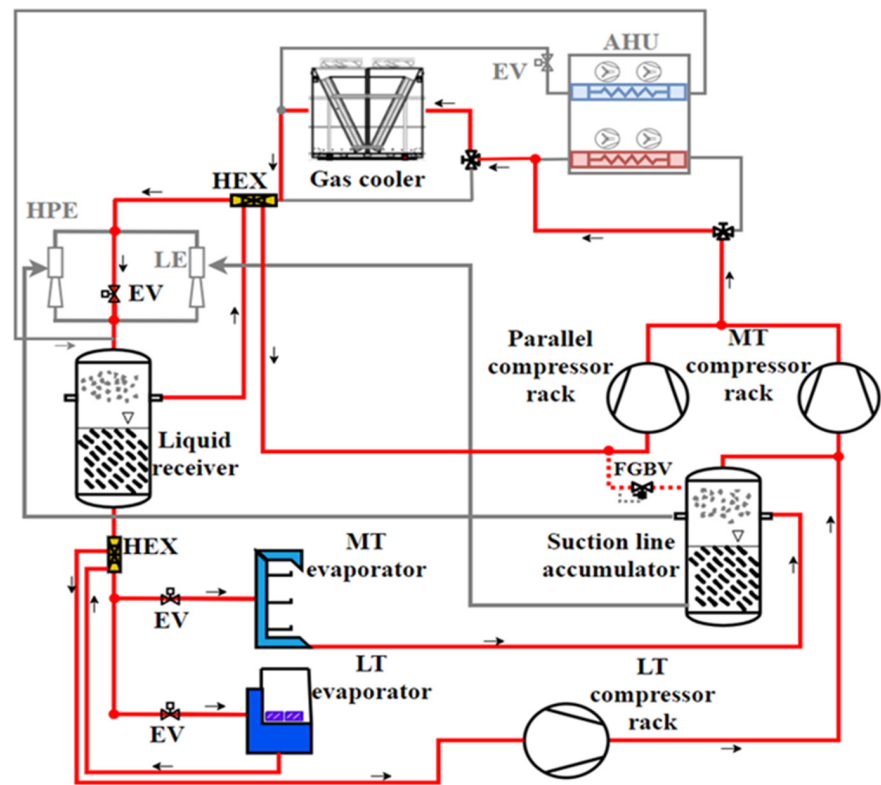 AHU
EV
Gas cooler
HEX
HPE
LE
EV
Parallel
compressor
rack
MT
compressor
rack
Liquid
receiver
FGBV
Suction line
accumulator
HEX
MT
evaporator
EV
LT
evaporator
EV
LT
compressor
rack